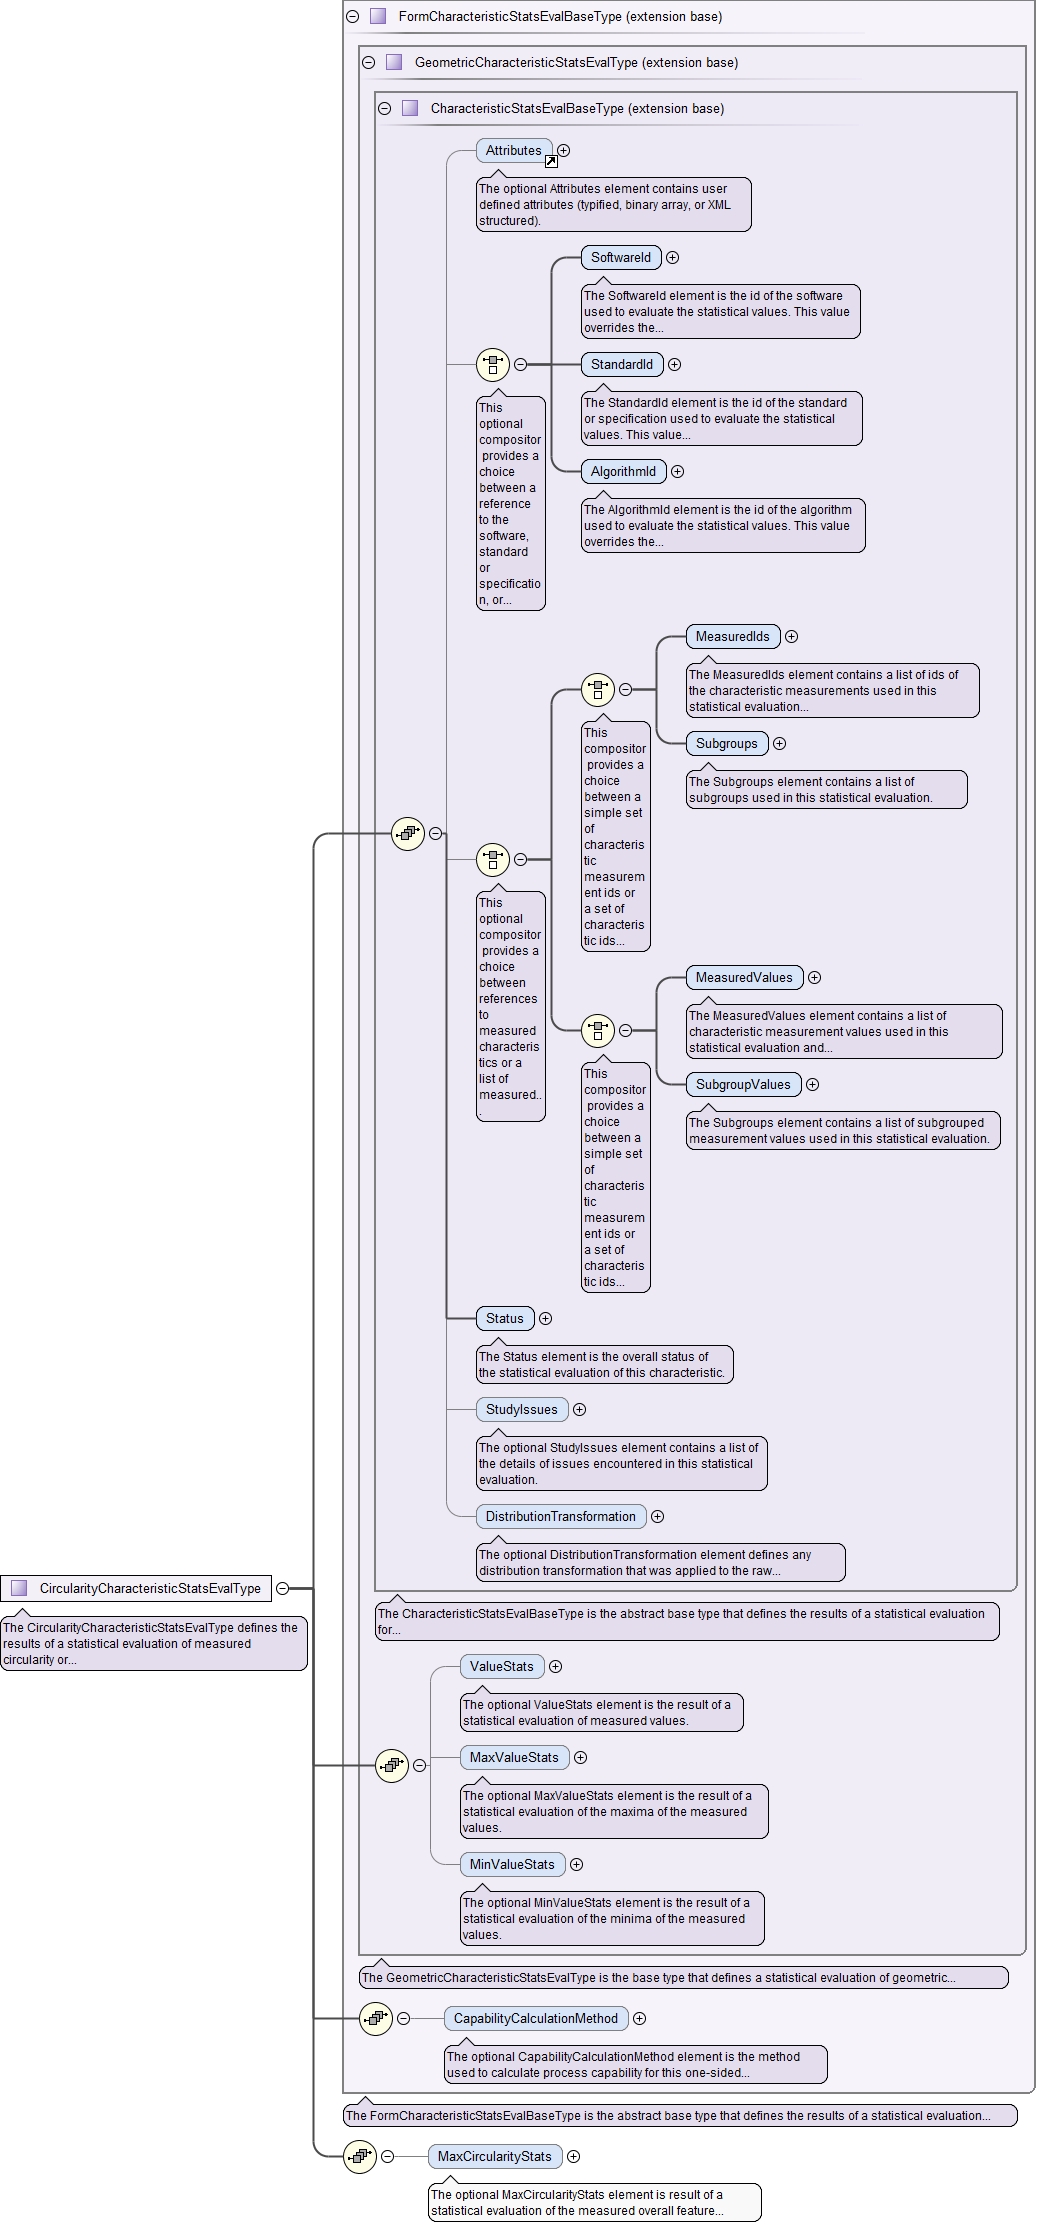 FormCharacteristicStatsEvalBaseType (extension base)
GeometricCharacteristicStatsEvalType (extension base)
CharacteristicStatsEvalBaseType (extension base)
Attributes
The optional Attributes element contains user
defined attributes (typified, binary array, or XML
structured).
SoftwareId
The SoftwareId element is the id of the software
used to evaluate the statistical values. This value
overrides the...
StandardId
The StandardId element is the id of the standard
or specification used to evaluate the statistical
values. This value...
AlgorithmId
The AlgorithmId element is the id of the algorithm
used to evaluate the statistical values. This value
overrides the...
This
optional
compositor
provides a
choice
between a
reference
to the
software,
standard
or
specificatio
n, or...
MeasuredIds
The MeasuredIds element contains a list of ids of
the characteristic measurements used in this
statistical evaluation...
Subgroups
The Subgroups element contains a list of
subgroups used in this statistical evaluation.
This
compositor
provides a
choice
between a
simple set
of
characteris
tic
measurem
ent ids or
a set of
characteris
tic ids...
This
optional
compositor
provides a
choice
between
references
to
measured
characteris
tics or a
list of
measured..
.
MeasuredValues
The MeasuredValues element contains a list of
characteristic measurement values used in this
statistical evaluation and...
SubgroupValues
The Subgroups element contains a list of subgrouped
measurement values used in this statistical evaluation.
This
compositor
provides a
choice
between a
simple set
of
characteris
tic
measurem
ent ids or
a set of
characteris
tic ids...
Status
The Status element is the overall status of
the statistical evaluation of this characteristic.
StudyIssues
The optional StudyIssues element contains a list of
the details of issues encountered in this statistical
evaluation.
DistributionTransformation
The optional DistributionTransformation element defines any
distribution transformation that was applied to the raw...
CircularityCharacteristicStatsEvalType
The CircularityCharacteristicStatsEvalType defines the
results of a statistical evaluation of measured
circularity or...
The CharacteristicStatsEvalBaseType is the abstract base type that defines the results of a statistical evaluation
for...
ValueStats
The optional ValueStats element is the result of a
statistical evaluation of measured values.
MaxValueStats
The optional MaxValueStats element is the result of a
statistical evaluation of the maxima of the measured
values.
MinValueStats
The optional MinValueStats element is the result of a
statistical evaluation of the minima of the measured
values.
The GeometricCharacteristicStatsEvalType is the base type that defines a statistical evaluation of geometric...
CapabilityCalculationMethod
The optional CapabilityCalculationMethod element is the method
used to calculate process capability for this one-sided...
The FormCharacteristicStatsEvalBaseType is the abstract base type that defines the results of a statistical evaluation...
MaxCircularityStats
The optional MaxCircularityStats element is result of a
statistical evaluation of the measured overall feature...